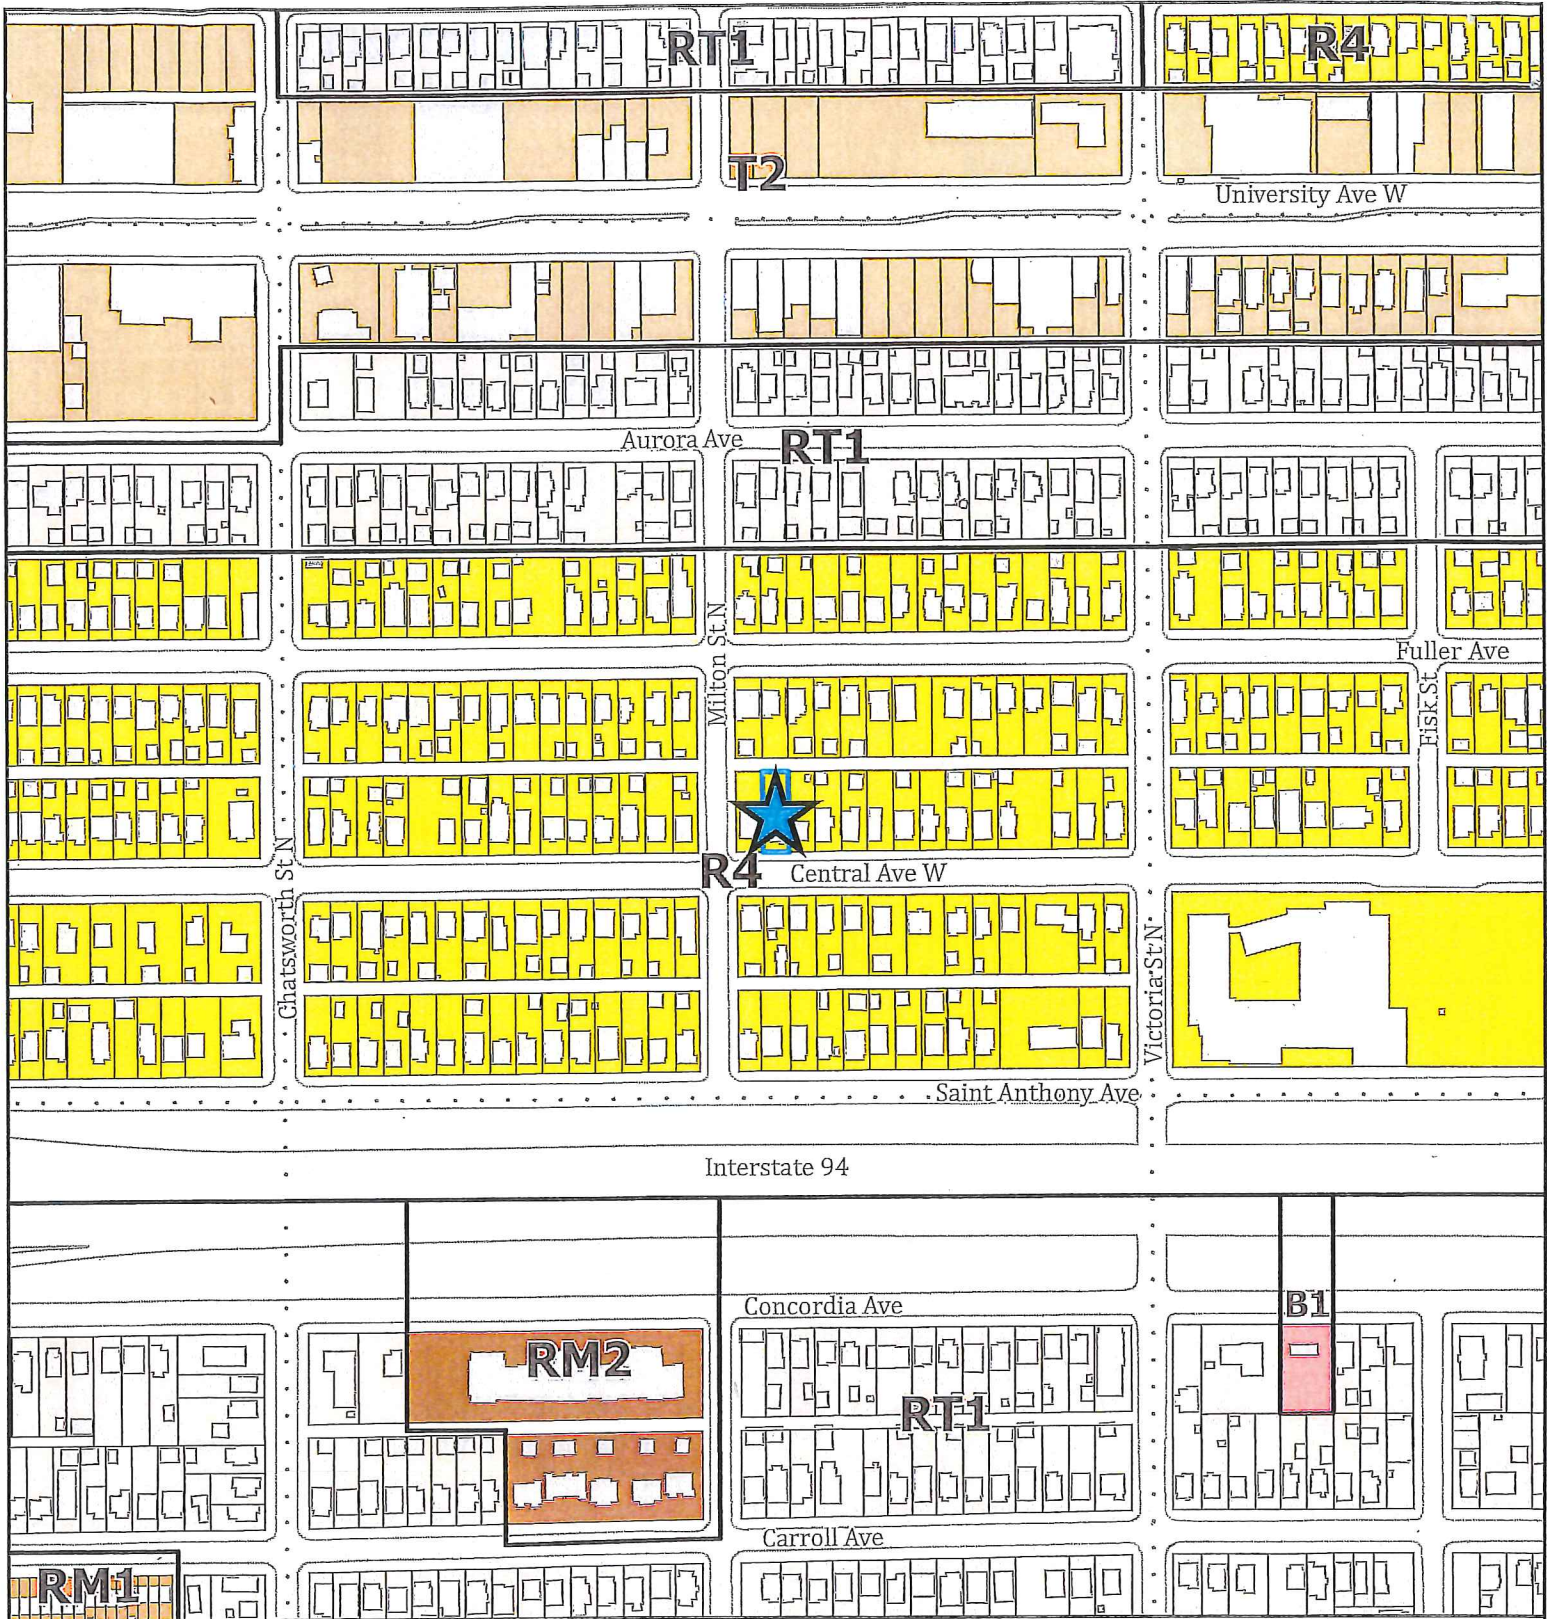 RT1
R4
T2
University Ave W
Aurora Ave
RT1
Milton St N
Fuller Ave
Fisk St
R4
Central Ave W
Chatsworth St N
Victoria St N
Saint Anthony Ave
Interstate 94
Concordia Ave
B1
RM2
RT1
Carroll Ave
RM1